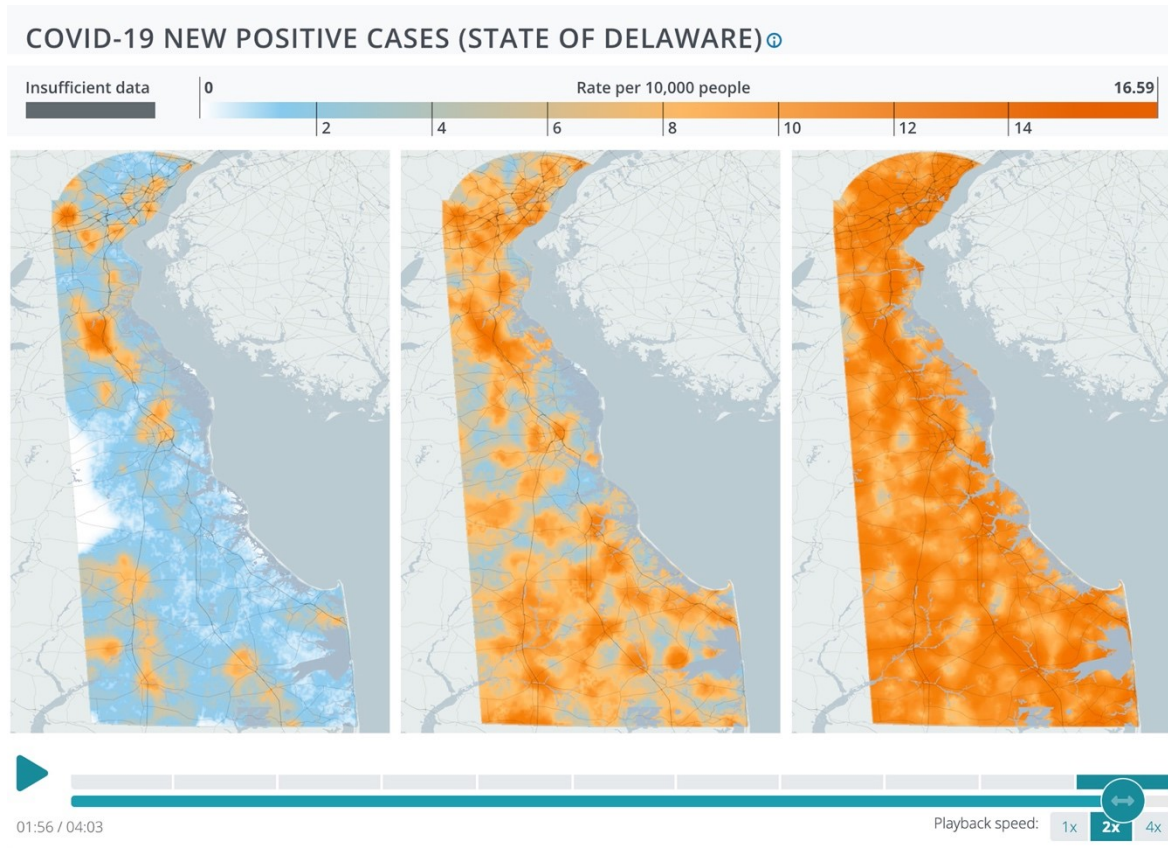 COVID-19 NEW POSITIVE CASES (STATE OF DELAWARE)
Insufficient data
0
Rate per 10,000 people
16.59
2
4
6
8
10
12
14
01:56 / 04:03
Playback speed:
1x
2x
4x